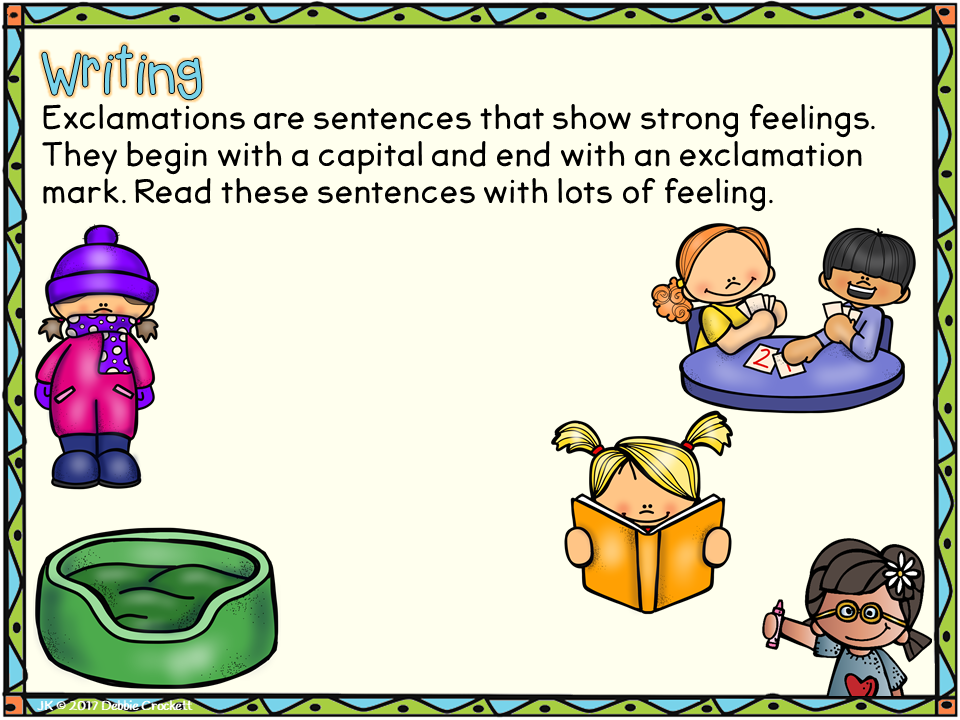 Writing
Exclamations are sentences that show strong feelings.
They begin with a capital and end with an exclamation
mark. Read these sentences with lots of feeling.
2
1
JK © 2017 Debbie Crockett